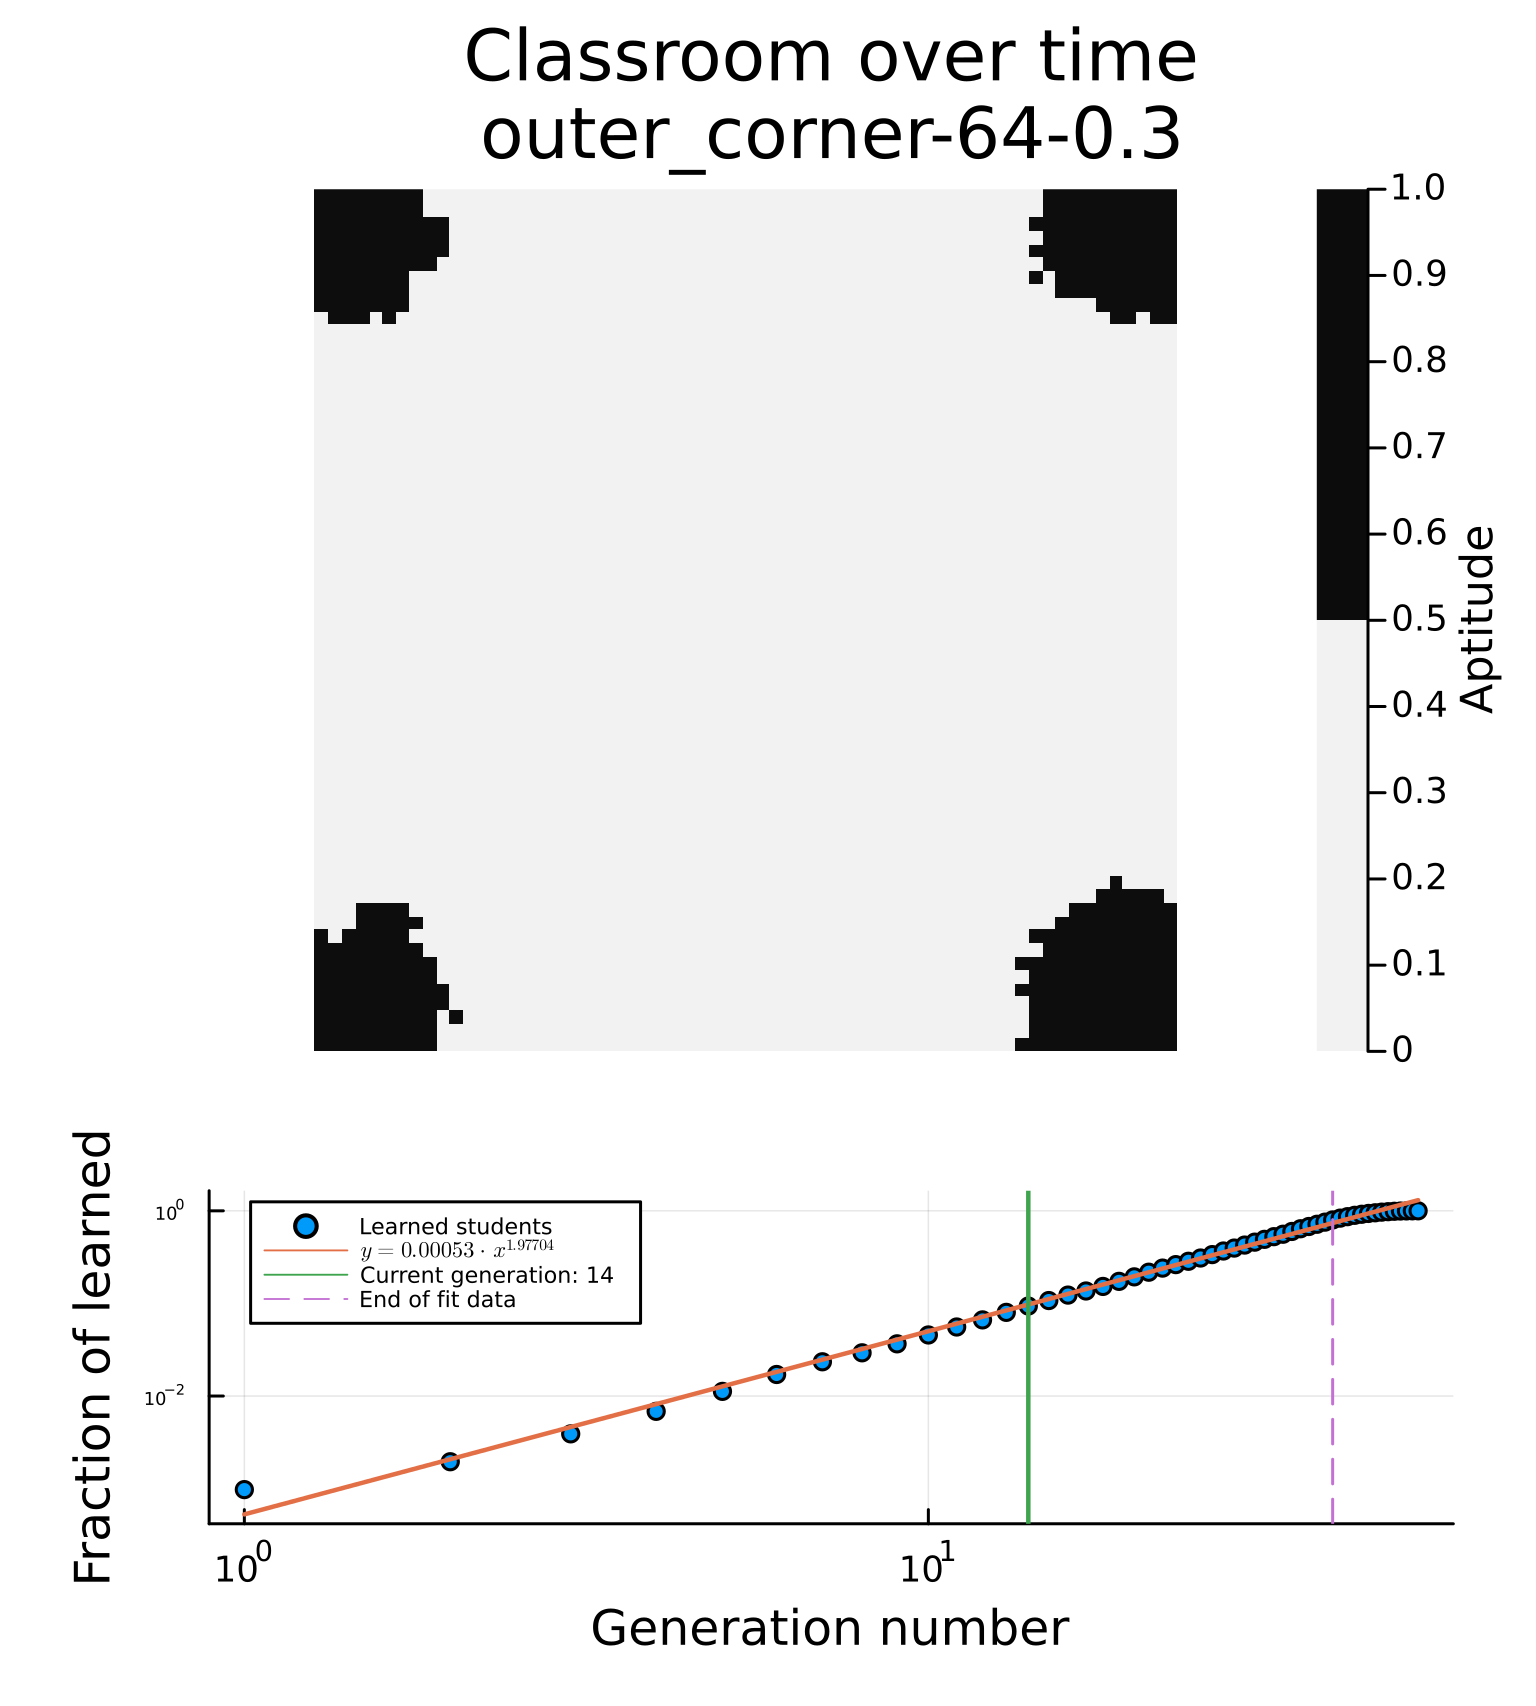 Classroom over time
outer_corner-64-0.3
1.0
0.9
0.8
0.7
0.6
0.5
0.4
0.3
0.2
0.1
0
Aptitude
Fraction of learned
10^0
10^-2
Learned students
y = 0.00053 · x^1.97704
Current generation: 14
End of fit data
10^0
10^1
Generation number